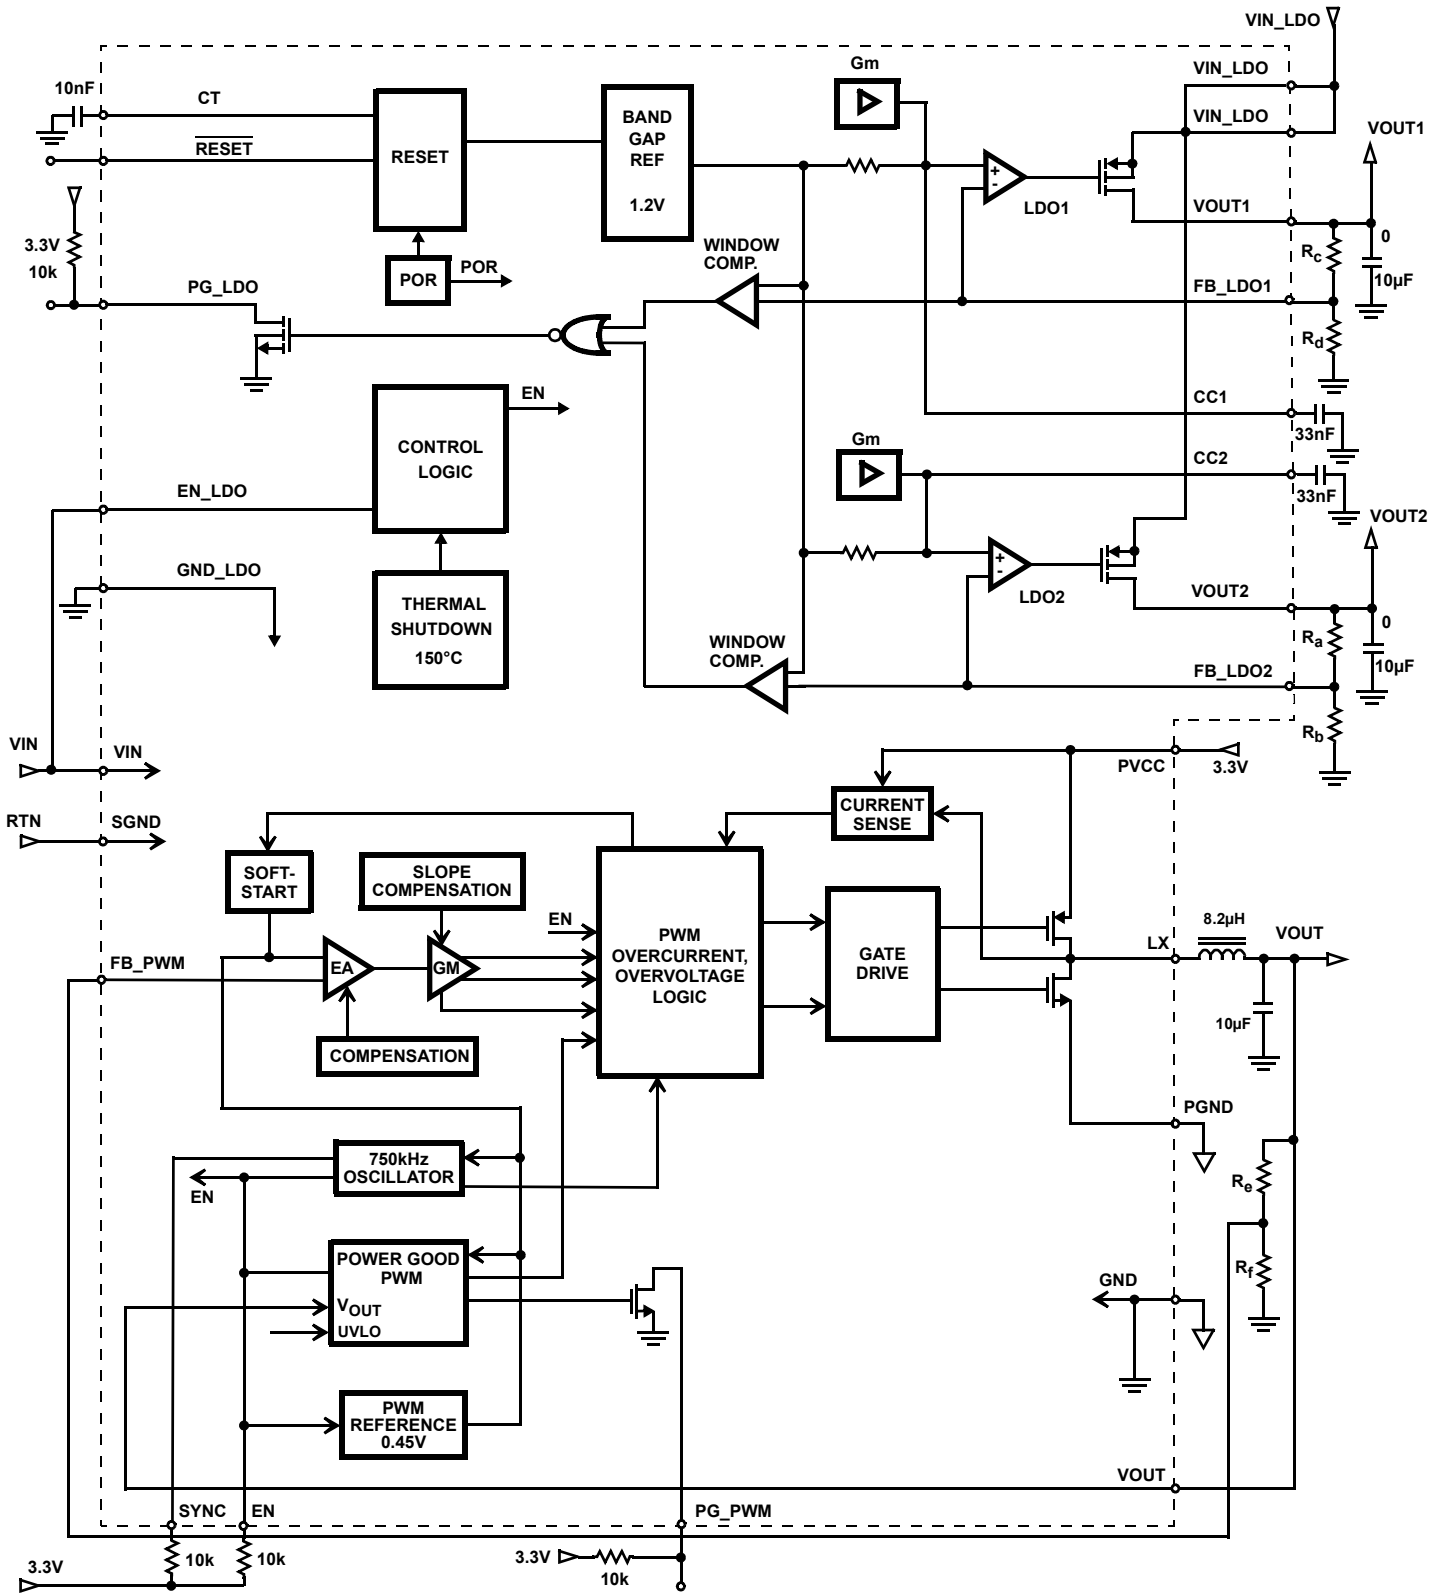 VIN_LDO
10nF
CT
RESET
3.3V
10k
PG_LDO
RESET
POR
POR
BAND
GAP
REF
1.2V
Gm
WINDOW
COMP.
+
-
LDO1
VIN_LDO
VIN_LDO
VOUT1
VOUT1
0
10µF
Rc
FB_LDO1
Rd
CC1
33nF
CC2
33nF
EN
CONTROL
LOGIC
EN_LDO
GND_LDO
THERMAL
SHUTDOWN
150°C
Gm
+
-
LDO2
WINDOW
COMP.
VOUT2
VOUT2
0
10µF
Ra
FB_LDO2
Rb
VIN
VIN
RTN
SGND
PVCC
3.3V
CURRENT
SENSE
SOFT-
START
SLOPE
COMPENSATION
EN
EA
GM
FB_PWM
COMPENSATION
PWM
OVERCURRENT,
OVERVOLTAGE
LOGIC
GATE
DRIVE
LX
8.2µH
VOUT
10µF
PGND
750kHz
OSCILLATOR
EN
Re
Rf
GND
POWER GOOD
PWM
VOUT
UVLO
PWM
REFERENCE
0.45V
VOUT
SYNC
EN
PG_PWM
3.3V
10k
10k
3.3V
10k